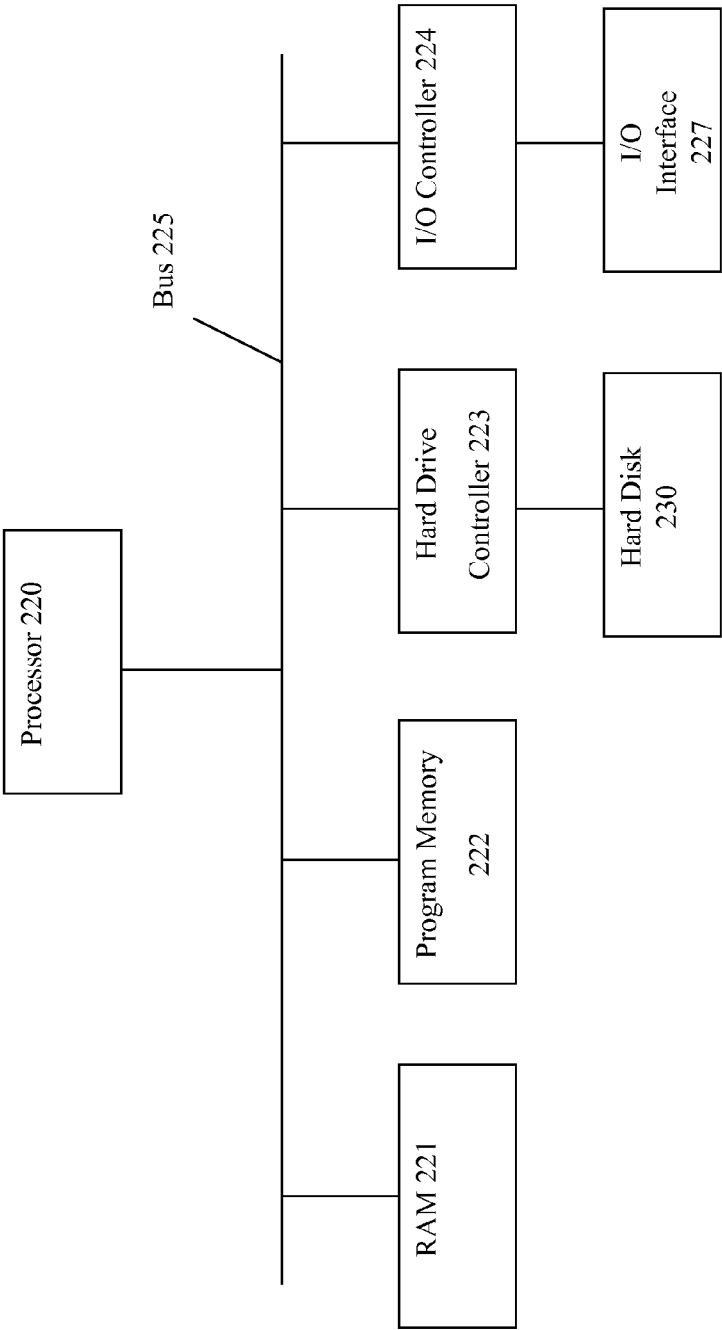 Processor 220
Bus 225
RAM 221
Program Memory
222
Hard Drive
Controller 223
I/O Controller 224
Hard Disk
230
I/O
Interface
227